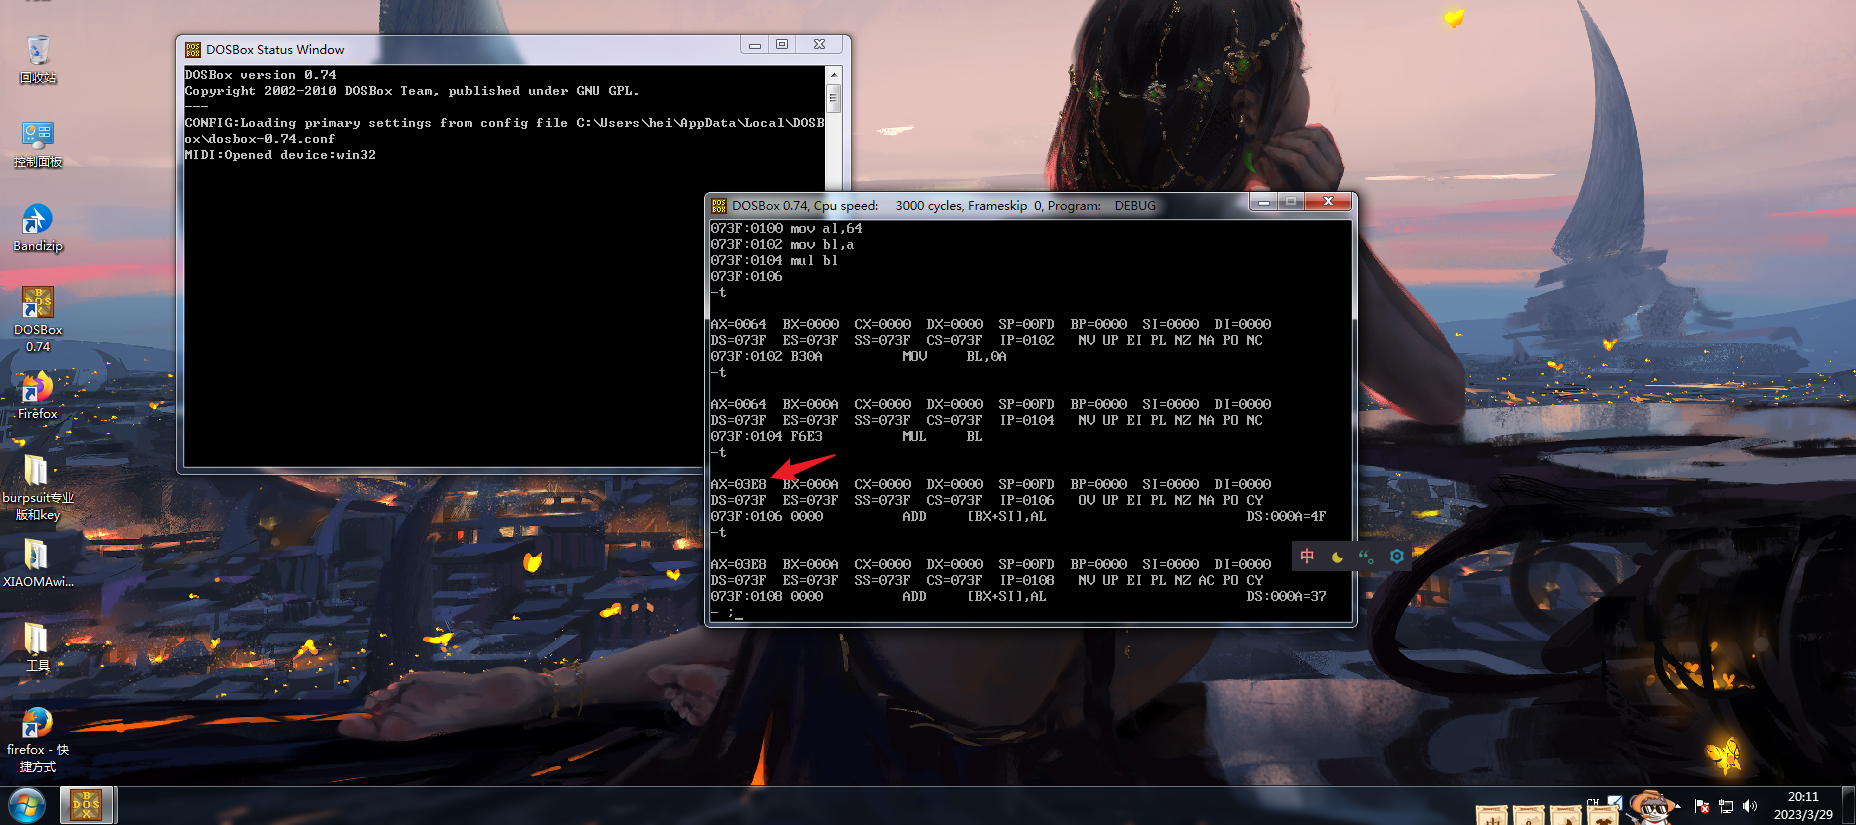 回收站
控制面板
Bandizip
DOSBox
0.74
Firefox
burpsuit专业
版和key
XIAOMAwi...
工具
firefox - 快
捷方式
DOSBox Status Window
DOSBox version 0.74
Copyright 2002-2010 DOSBox Team, published under GNU GPL.
---
CONFIG:Loading primary settings from config file C:\Users\hei\AppData\Local\DOSB
ox\dosbox-0.74.conf
MIDI:Opened device:win32
DOSBox 0.74, Cpu speed:    3000 cycles, Frameskip  0, Program:    DEBUG
073F:0100 mov al,64
073F:0102 mov bl,a
073F:0104 mul bl
073F:0106
-t
AX=0064  BX=0000  CX=0000  DX=0000  SP=00FD  BP=0000  SI=0000  DI=0000
DS=073F  ES=073F  SS=073F  CS=073F  IP=0102   NV UP EI PL NZ NA PO NC
073F:0102 B30A          MOV     BL,0A
-t
AX=0064  BX=000A  CX=0000  DX=0000  SP=00FD  BP=0000  SI=0000  DI=0000
DS=073F  ES=073F  SS=073F  CS=073F  IP=0104   NV UP EI PL NZ NA PO NC
073F:0104 F6E3          MUL     BL
-t
AX=03E8  BX=000A  CX=0000  DX=0000  SP=00FD  BP=0000  SI=0000  DI=0000
DS=073F  ES=073F  SS=073F  CS=073F  IP=0106   OV UP EI PL NZ NA PO CY
073F:0106 0000          ADD     [BX+SI],AL                         DS:000A=4F
-t
AX=03E8  BX=000A  CX=0000  DX=0000  SP=00FD  BP=0000  SI=0000  DI=0000
DS=073F  ES=073F  SS=073F  CS=073F  IP=0108   NV UP EI PL NZ AC PO CY
073F:0108 0000          ADD     [BX+SI],AL                         DS:000A=37
- ;_
中
CH
20:11
2023/3/29